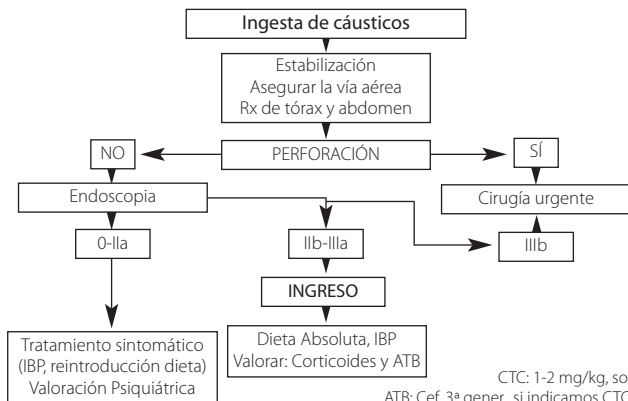 Ingesta de cáusticos
Estabilización
Asegurar la vía aérea
Rx de tórax y abdomen
NO
PERFORACIÓN
SÍ
Endoscopia
Cirugía urgente
0-IIa
IIb-IIIa
IIIb
INGRESO
Tratamiento sintomático
(IBP, reintroducción dieta)
Valoración Psiquiátrica
Dieta Absoluta, IBP
Valorar: Corticoides y ATB
CTC: 1-2 mg/kg, so
ATB: Cef. 3ª gener., si indicamos CTC